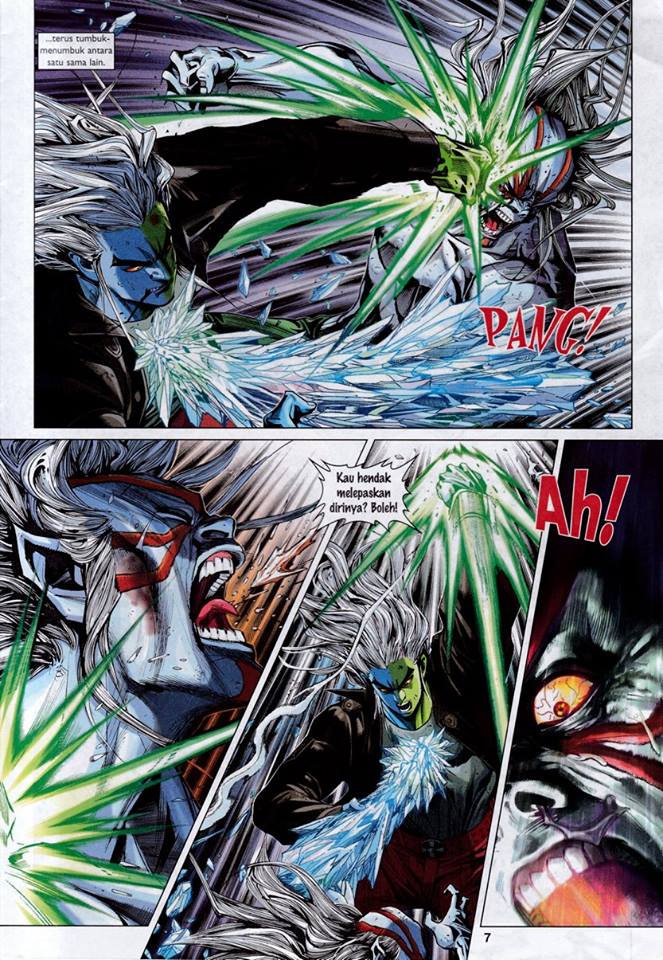 ...terus tumbuk-
menumbuk antara
satu sama lain.
PANG!
Kau hendak
melepaskan
dirinya? Boleh!
Ah!
7